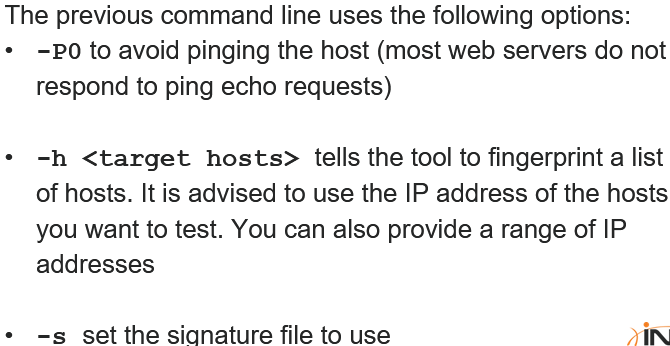 The previous command line uses the following options:
• -P0 to avoid pinging the host (most web servers do not
respond to ping echo requests)
• -h <target hosts> tells the tool to fingerprint a list
of hosts. It is advised to use the IP address of the hosts
you want to test. You can also provide a range of IP
addresses
• -s set the signature file to use
iN